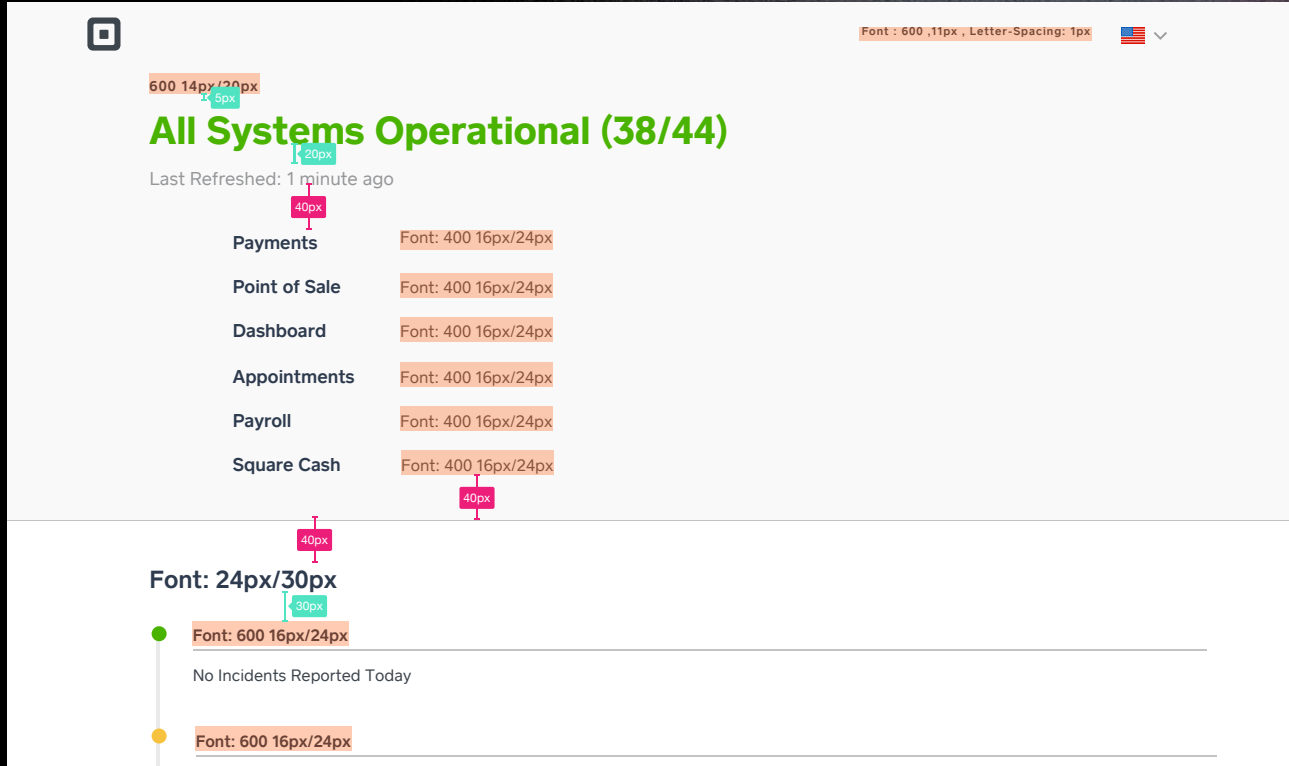 Font : 600 ,11px , Letter-Spacing: 1px
600 14px/20px
5px
All Systems Operational (38/44)
20px
Last Refreshed: 1 minute ago
40px
Payments Font: 400 16px/24px
Point of Sale Font: 400 16px/24px
Dashboard Font: 400 16px/24px
Appointments Font: 400 16px/24px
Payroll Font: 400 16px/24px
Square Cash Font: 400 16px/24px
40px
40px
Font: 24px/30px
30px
Font: 600 16px/24px
No Incidents Reported Today
Font: 600 16px/24px